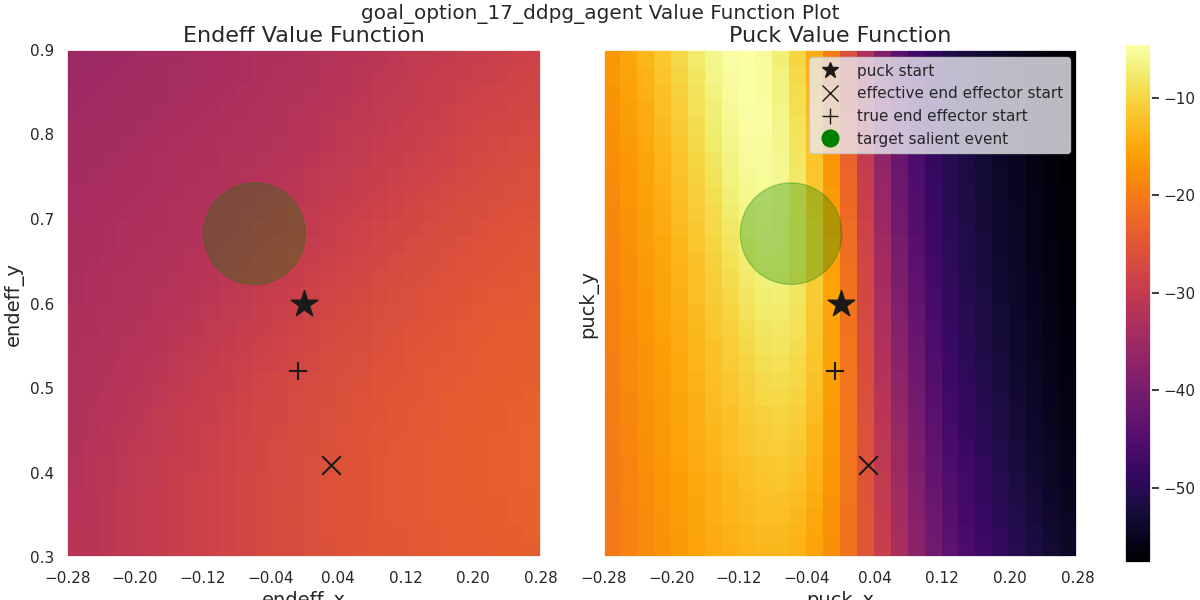 goal_option_17_ddpg_agent Value Function Plot
Endeff Value Function
Puck Value Function
puck start
effective end effector start
true end effector start
target salient event
endeff_y
0.9
0.8
0.7
0.6
0.5
0.4
0.3
−0.28 −0.20 −0.12 −0.04 0.04 0.12 0.20 0.28
endeff_x
puck_y
−0.28 −0.20 −0.12 −0.04 0.04 0.12 0.20 0.28
puck_x
−10
−20
−30
−40
−50